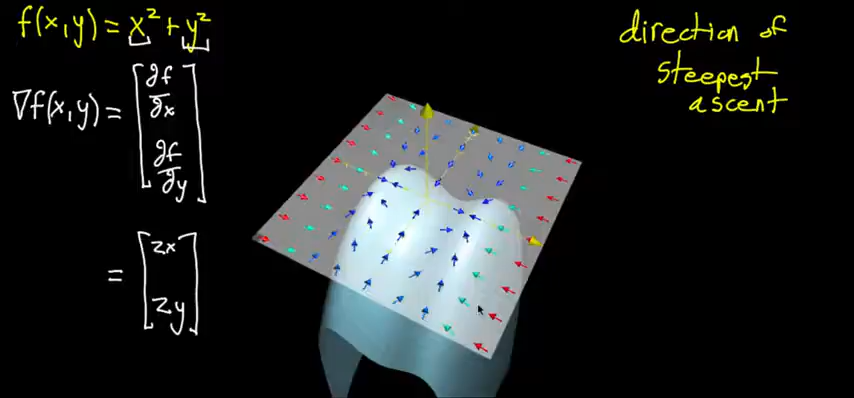 f(x,y) = x² + y²
∇f(x,y) = [∂f/∂x
∂f/∂y]
= [2x
2y]
direction of
steepest
ascent